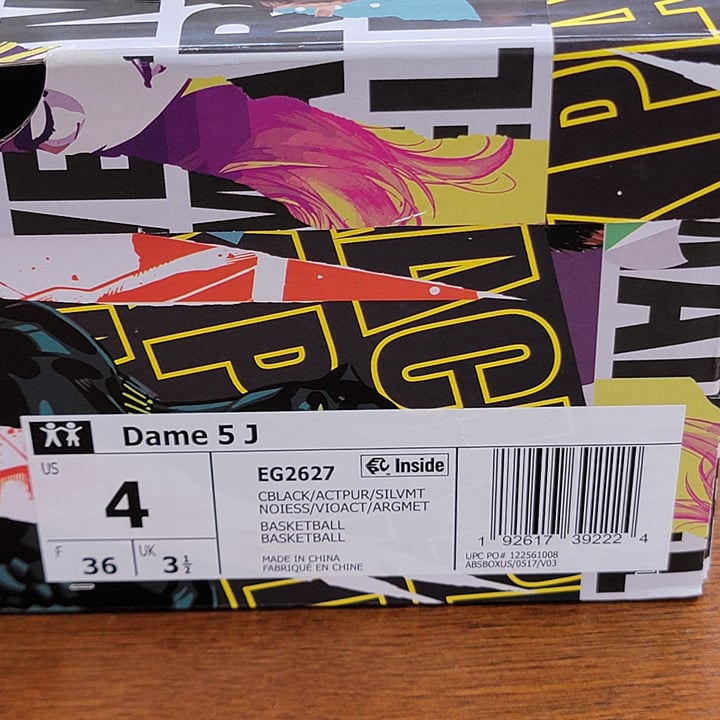 Dame 5 J
US
4
F
36
UK
3½
EG2627
Inside
CBLACK/ACTPUR/SILVMT
NOIESS/VIOACT/ARGMET
BASKETBALL
BASKETBALL
MADE IN CHINA
FABRIQUÉ EN CHINE
1 92617 39222 4
UPC PO# 122561008
ABSBOXUS/0517/V03